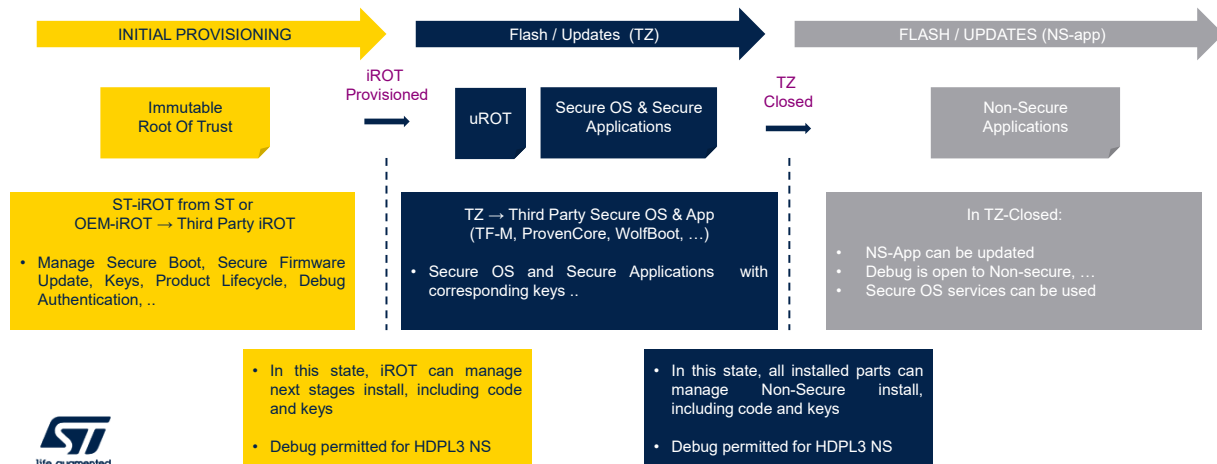 INITIAL PROVISIONING
Flash / Updates (TZ)
FLASH / UPDATES (NS-app)
Immutable
Root Of Trust
iROT
Provisioned
uROT
Secure OS & Secure
Applications
TZ
Closed
Non-Secure
Applications
ST-iROT from ST or
OEM-iROT → Third Party iROT
• Manage Secure Boot, Secure Firmware
Update, Keys, Product Lifecycle, Debug
Authentication, ..
TZ → Third Party Secure OS & App
(TF-M, ProvenCore, WolfBoot, …)
• Secure OS and Secure Applications with
corresponding keys ..
In TZ-Closed:
• NS-App can be updated
• Debug is open to Non-secure, …
• Secure OS services can be used
• In this state, iROT can manage
next stages install, including code
and keys
• Debug permitted for HDPL3 NS
• In this state, all installed parts can
manage Non-Secure install,
including code and keys
• Debug permitted for HDPL3 NS
ST
life.augmented